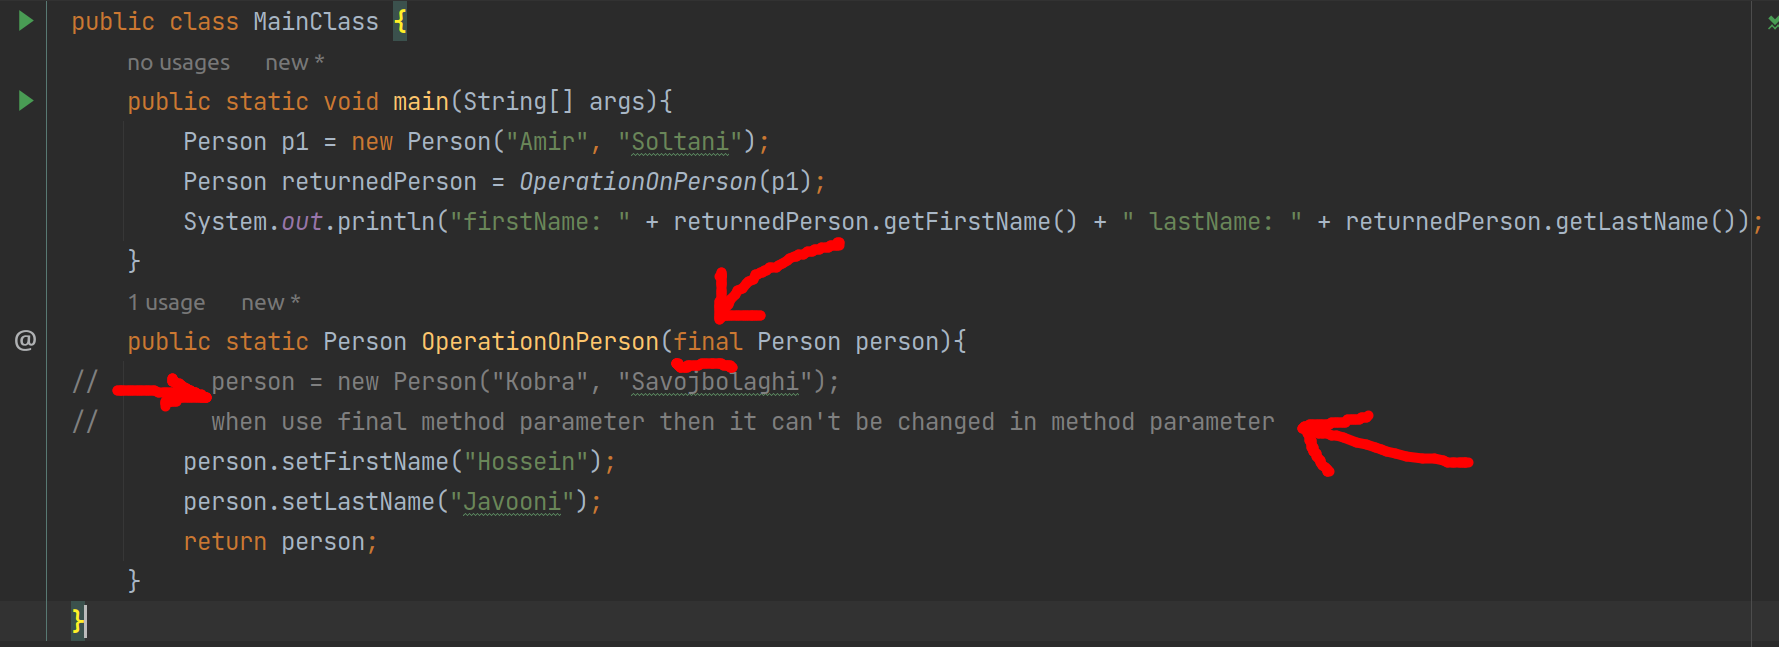 public class MainClass {
no usages new *
public static void main(String[] args){
Person p1 = new Person("Amir", "Soltani");
Person returnedPerson = OperationOnPerson(p1);
System.out.println("firstName: " + returnedPerson.getFirstName() + " lastName: " + returnedPerson.getLastName());
}
1 usage new *
@ public static Person OperationOnPerson(final Person person){
// person = new Person("Kobra", "Savojbolaghi");
// when use final method parameter then it can't be changed in method parameter
person.setFirstName("Hossein");
person.setLastName("Javooni");
return person;
}
}